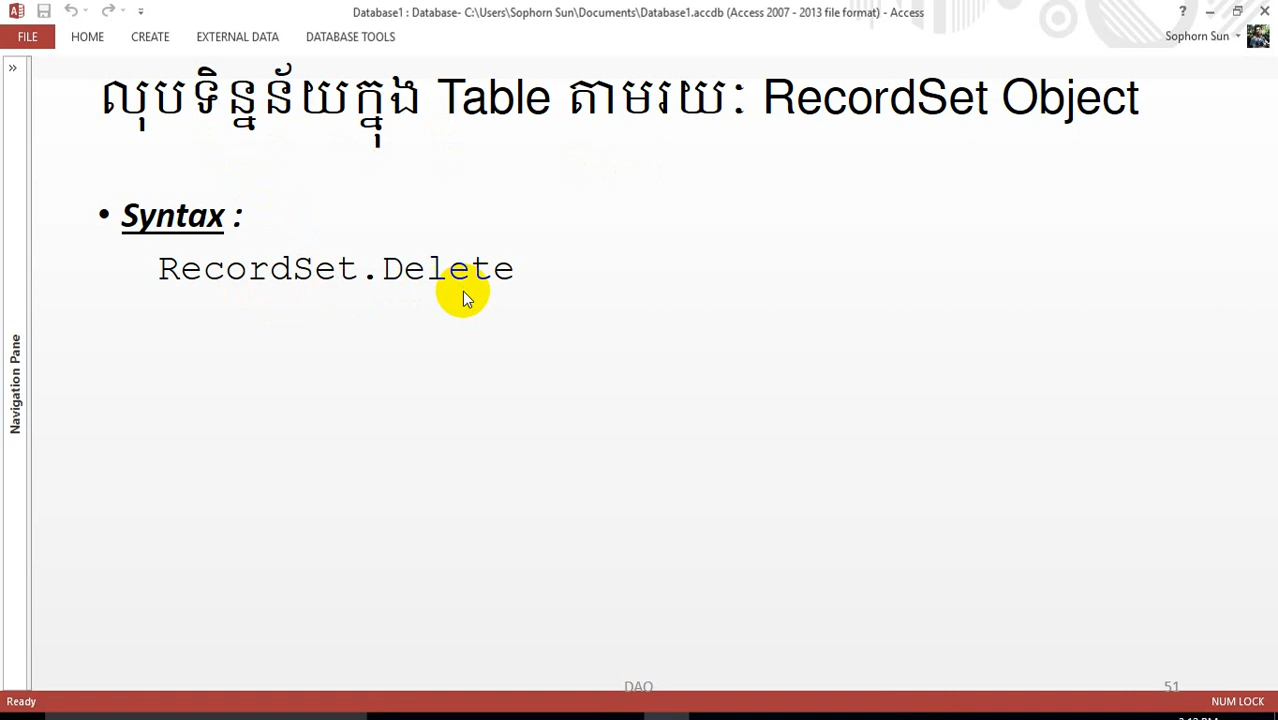 Database1 : Database- C:\Users\Sophorn Sun\Documents\Database1.accdb (Access 2007 - 2013 file format) - Access
FILE HOME CREATE EXTERNAL DATA DATABASE TOOLS Sophorn Sun
លុបទិន្នន័យក្នុង Table តាមរយៈ RecordSet Object
• Syntax :
RecordSet.Delete
Navigation Pane
DAO 51
Ready NUM LOCK